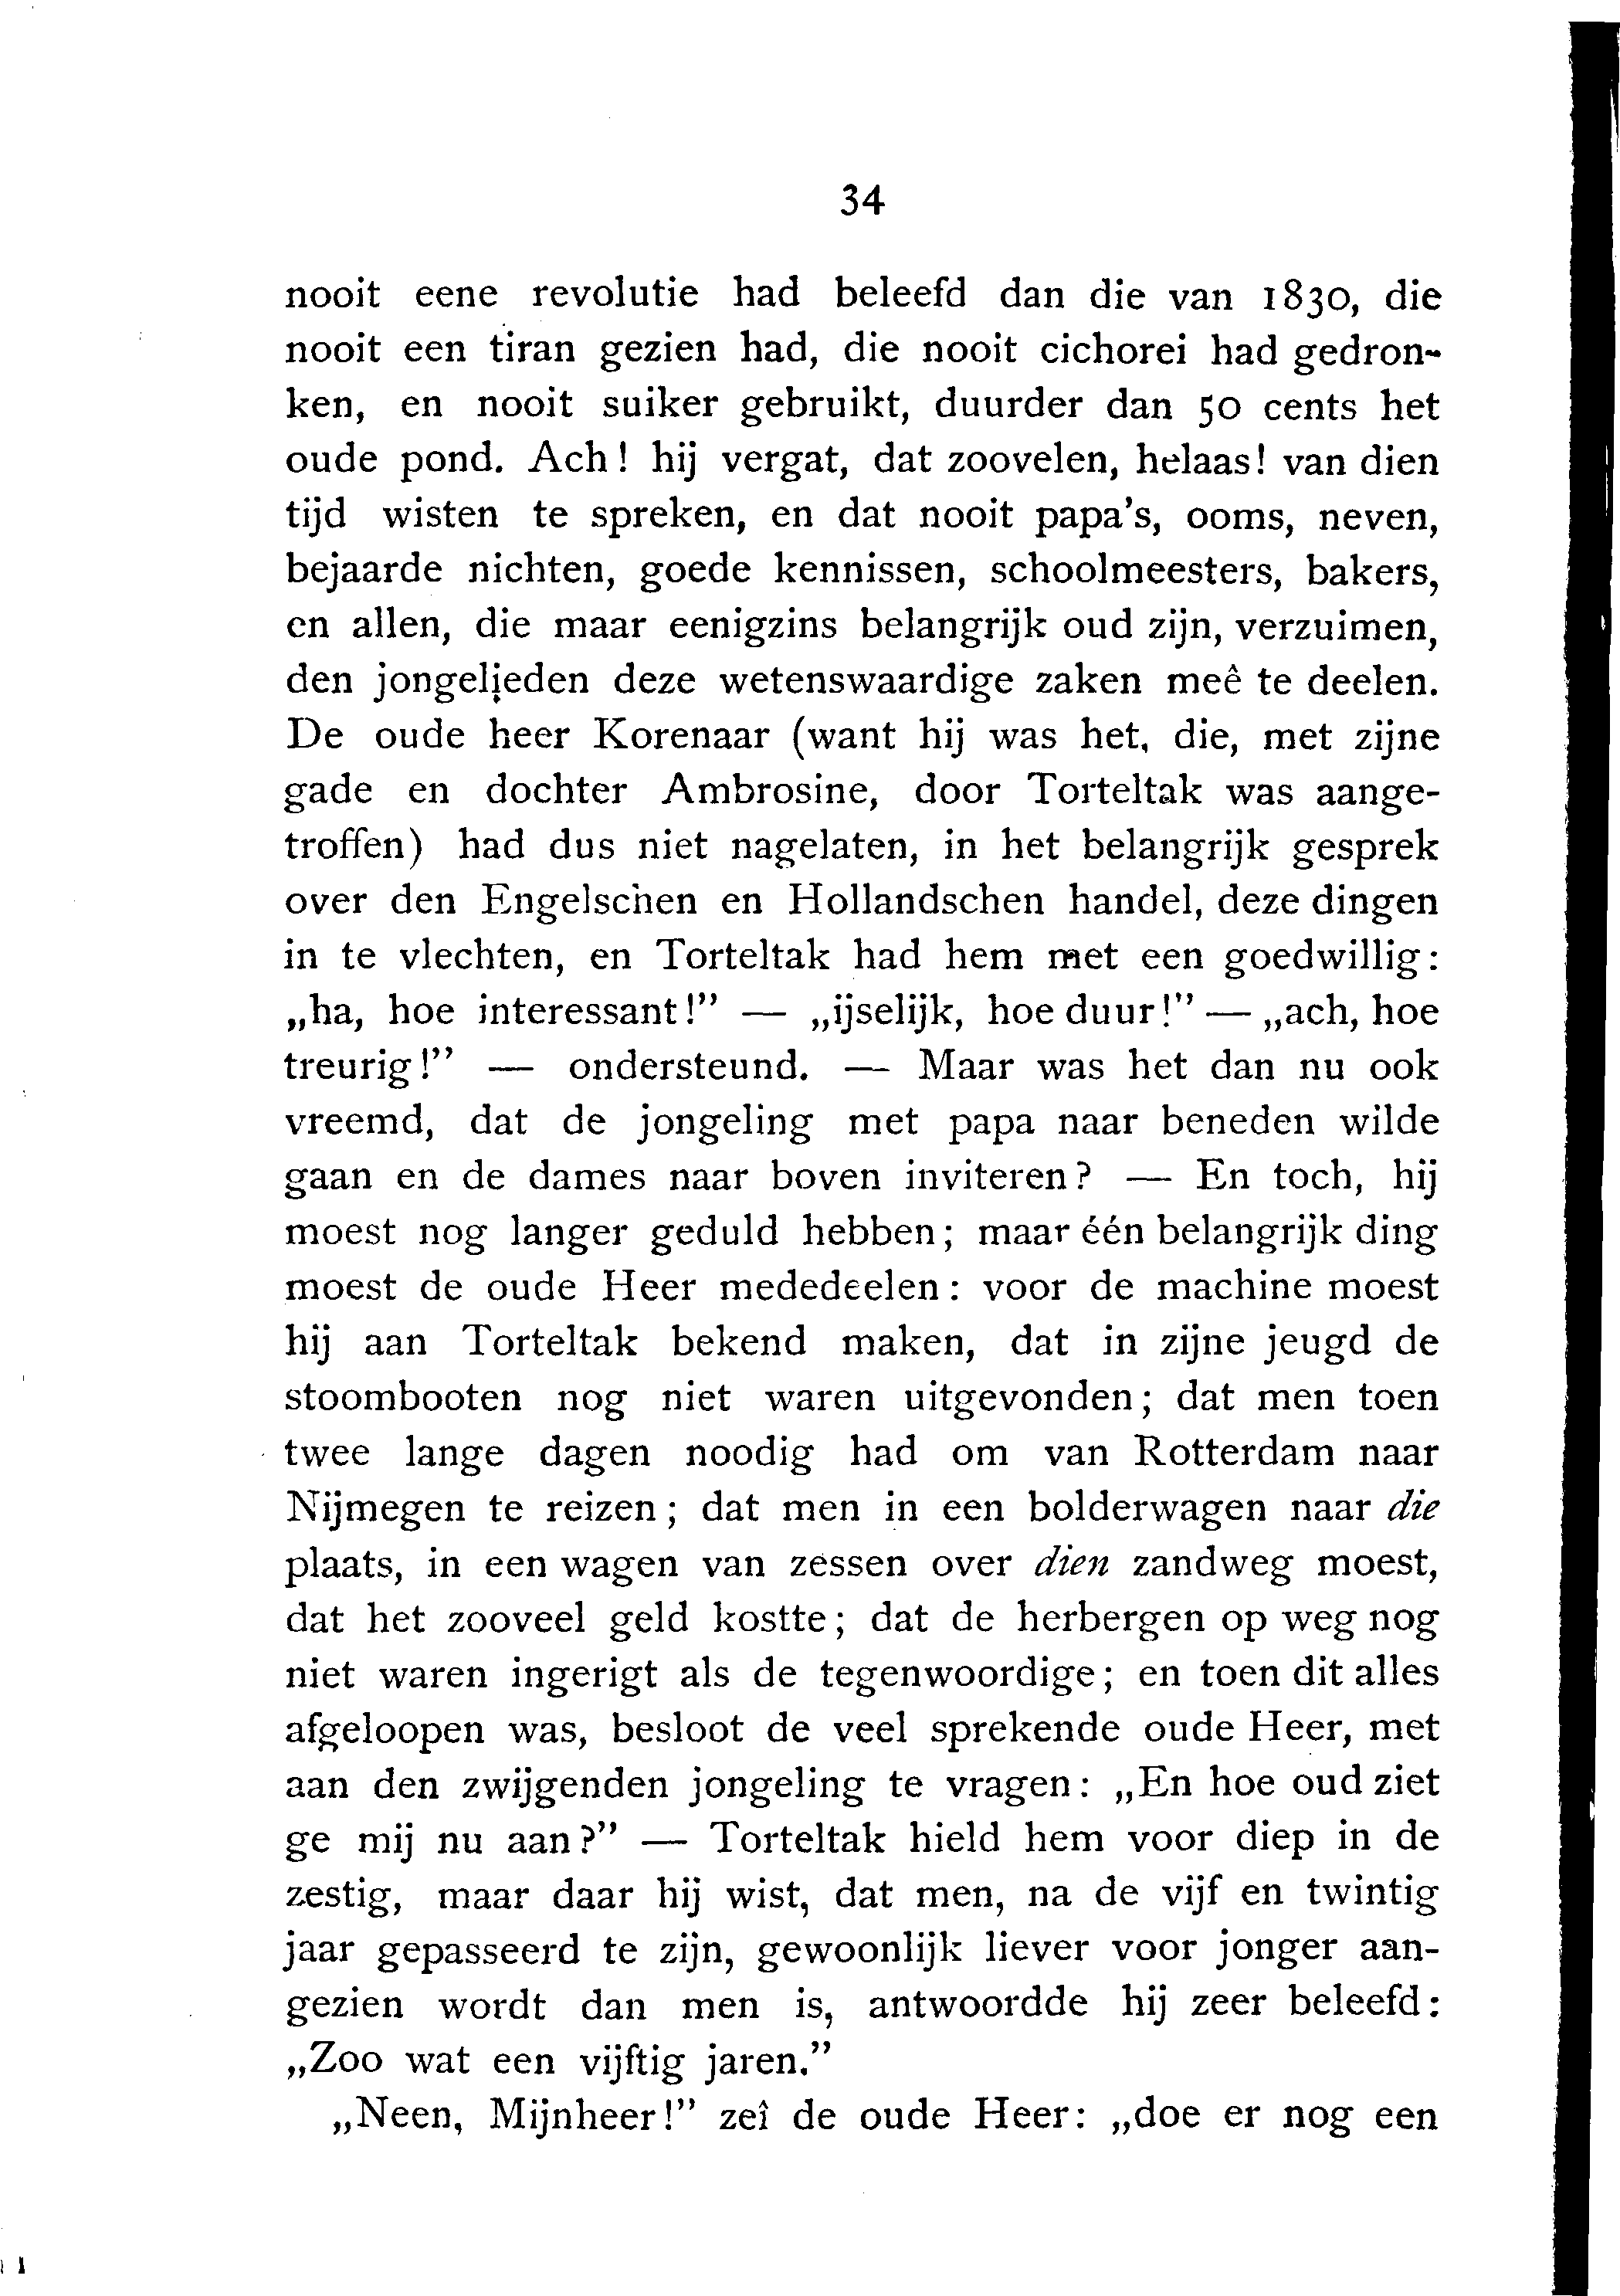 34
nooit eene revolutie had beleefd dan die van 1830, die
nooit een tiran gezien had, die nooit cichorei had gedron-
ken, en nooit suiker gebruikt, duurder dan 50 cents het
oude pond. Ach! hij vergat, dat zoovelen, helaas! van dien
tijd wisten te spreken, en dat nooit papa's, ooms, neven,
bejaarde nichten, goede kennissen, schoolmeesters, bakers,
en allen, die maar eenigzins belangrijk oud zijn, verzuimen,
den jongelieden deze wetenswaardige zaken meê te deelen.
De oude heer Korenaar (want hij was het, die, met zijne
gade en dochter Ambrosine, door Torteltak was aange-
troffen) had dus niet nagelaten, in het belangrijk gesprek
over den Engelschen en Hollandschen handel, deze dingen
in te vlechten, en Torteltak had hem met een goedwillig:
„ha, hoe interessant!” — „ijselijk, hoe duur!” — „ach, hoe
treurig!” — ondersteund. — Maar was het dan nu ook
vreemd, dat de jongeling met papa naar beneden wilde
gaan en de dames naar boven inviteren? — En toch, hij
moest nog langer geduld hebben; maar één belangrijk ding
moest de oude Heer mededeelen: voor de machine moest
hij aan Torteltak bekend maken, dat in zijne jeugd de
stoombooten nog niet waren uitgevonden; dat men toen
twee lange dagen noodig had om van Rotterdam naar
Nijmegen te reizen; dat men in een bolderwagen naar die
plaats, in een wagen van zessen over dien zandweg moest,
dat het zooveel geld kostte; dat de herbergen op weg nog
niet waren ingerigt als de tegenwoordige; en toen dit alles
afgeloopen was, besloot de veel sprekende oude Heer, met
aan den zwijgenden jongeling te vragen: „En hoe oud ziet
ge mij nu aan?” — Torteltak hield hem voor diep in de
zestig, maar daar hij wist, dat men, na de vijf en twintig
jaar gepasseerd te zijn, gewoonlijk liever voor jonger aan-
gezien wordt dan men is, antwoordde hij zeer beleefd:
„Zoo wat een vijftig jaren.”
„Neen, Mijnheer!” zeî de oude Heer: „doe er nog een